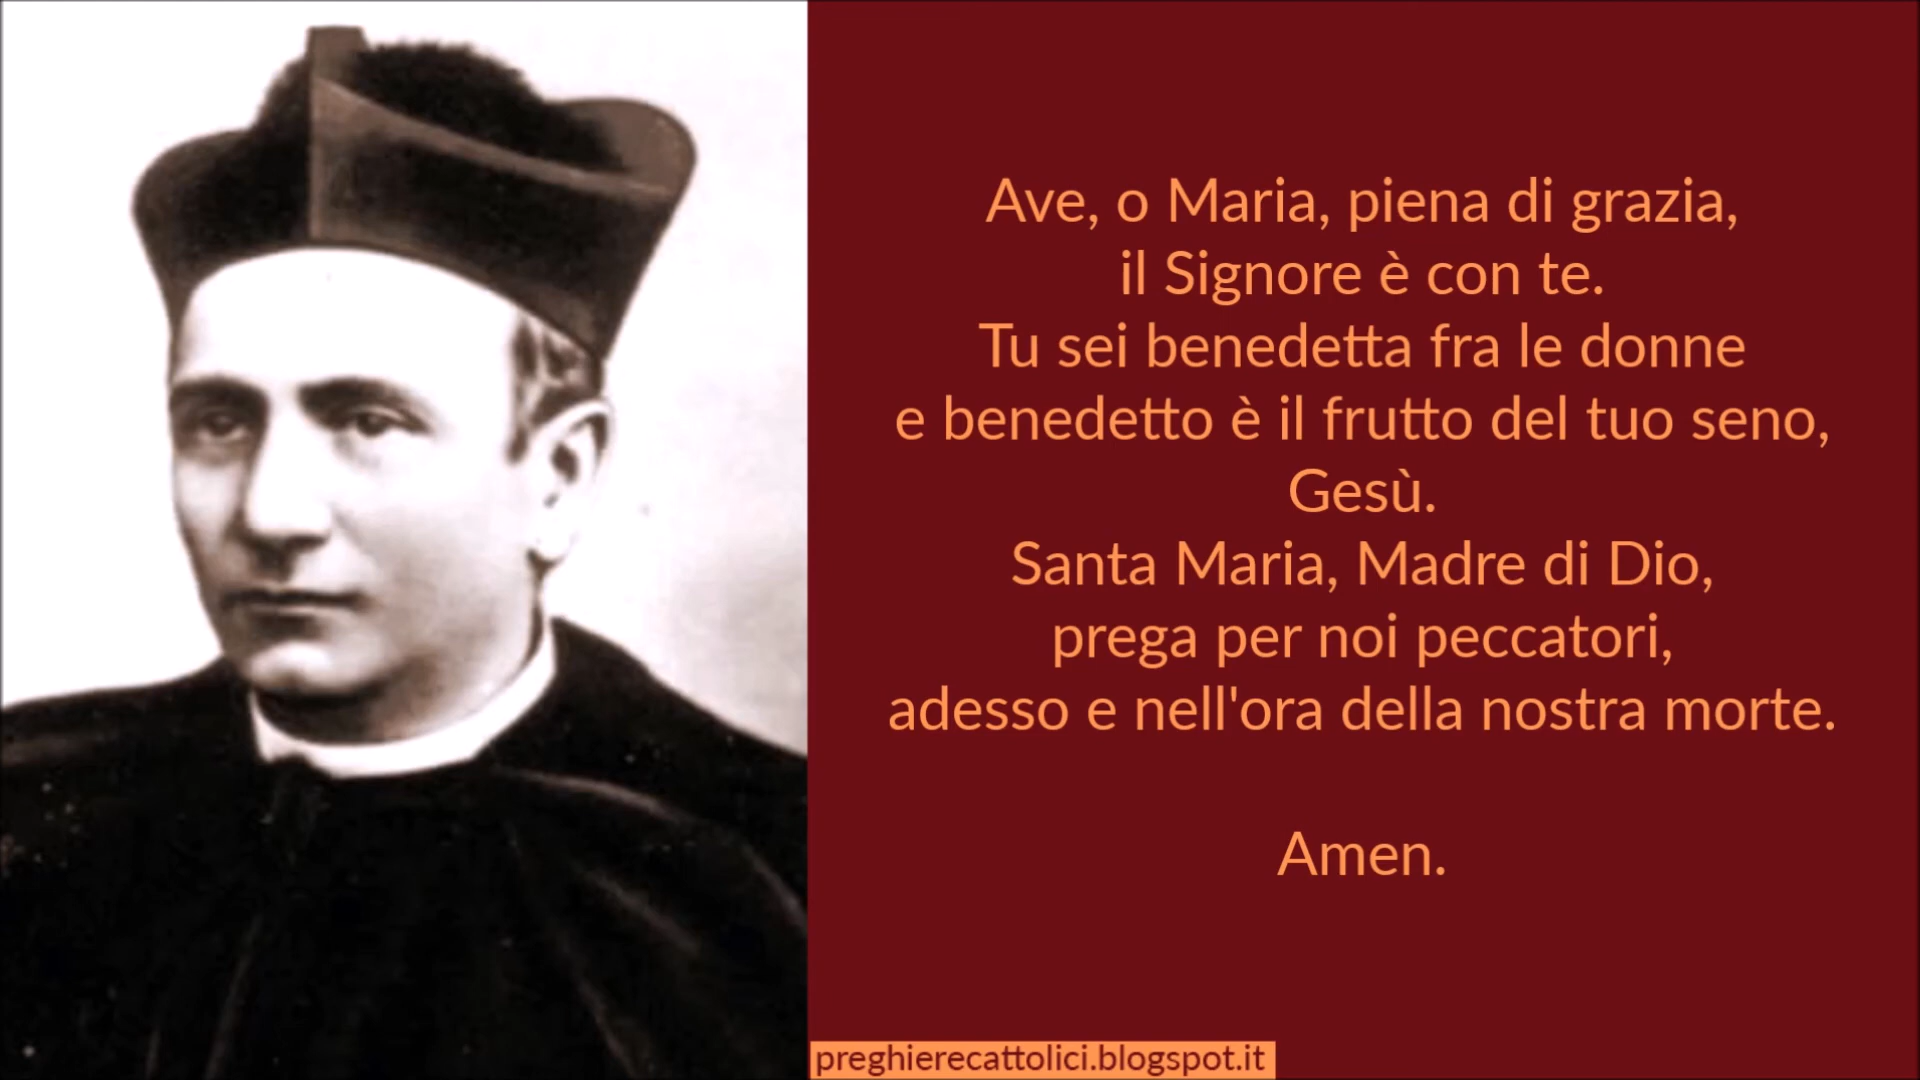 Ave, o Maria, piena di grazia,
il Signore è con te.
Tu sei benedetta fra le donne
e benedetto è il frutto del tuo seno,
Gesù.
Santa Maria, Madre di Dio,
prega per noi peccatori,
adesso e nell'ora della nostra morte.
Amen.
preghierecattolici.blogspot.it